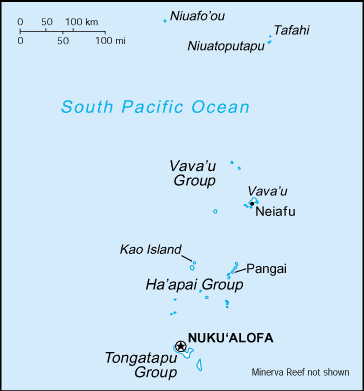 Niuafo'ou
0 50 100 km
0 50 100 mi
Tafahi
Niuatoputapu
South Pacific Ocean
Vava'u
Group
Vava'u
Neiafu
Kao Island
Pangai
Ha'apai Group
NUKU‘ALOFA
Tongatapu
Group
Minerva Reef not shown